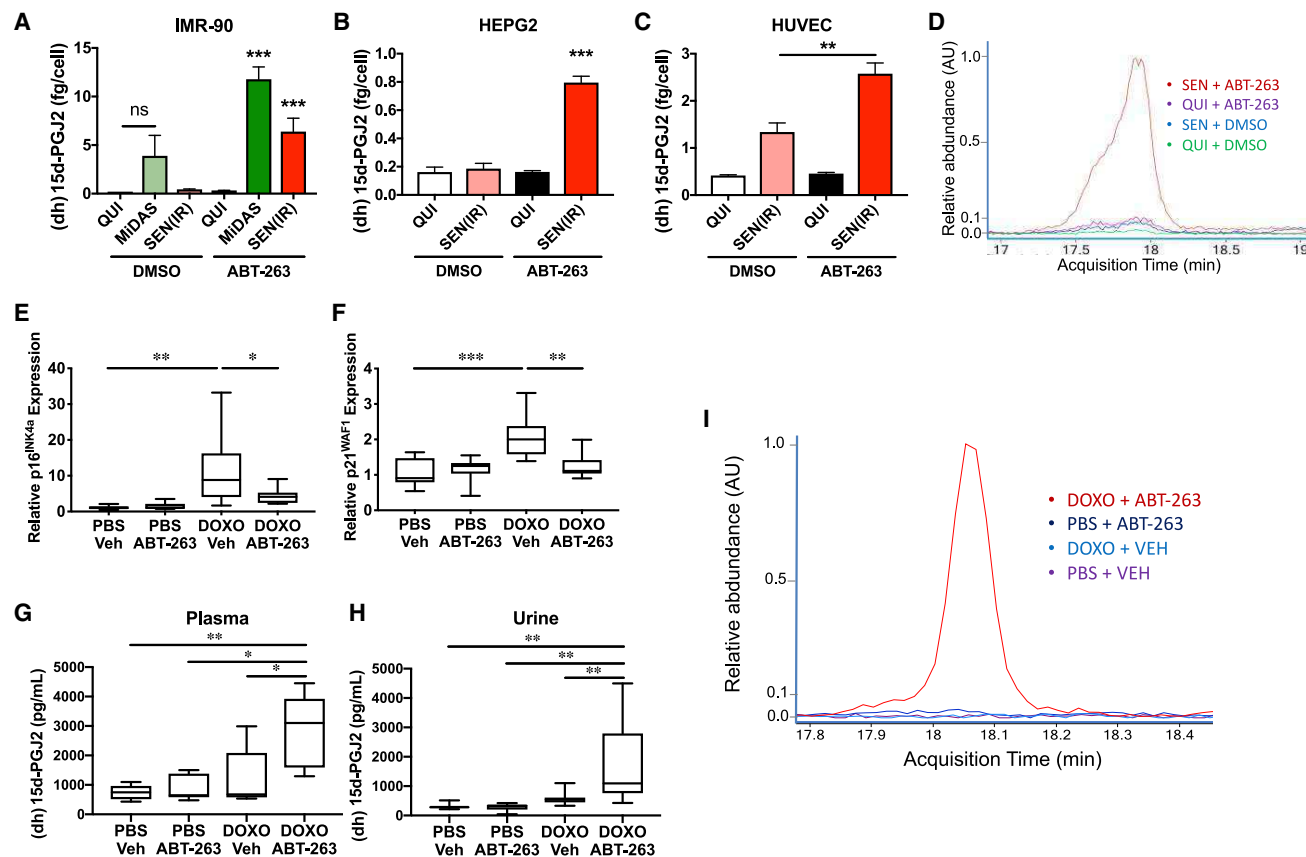 A
IMR-90
(dh) 15d-PGJ2 (fg/cell)
15
10
5
0
ns
***
***
QUI
MiDAS
SEN(IR)
QUI
MiDAS
SEN(IR)
DMSO
ABT-263
B
HEPG2
(dh) 15d-PGJ2 (fg/cell)
1.0
0.8
0.6
0.4
0.2
0.0
***
QUI
SEN(IR)
QUI
SEN(IR)
DMSO
ABT-263
C
HUVEC
(dh) 15d-PGJ2 (fg/cell)
4
3
2
1
0
**
QUI
SEN(IR)
QUI
SEN(IR)
DMSO
ABT-263
D
Relative abdundance (AU)
1.0
0.5
0.1
0.0
SEN + ABT-263
QUI + ABT-263
SEN + DMSO
QUI + DMSO
17
17.5
18
18.5
19
Acquisition Time (min)
E
Relative p16INK4a Expression
40
30
20
10
0
**
*
PBS
Veh
PBS
ABT-263
DOXO
Veh
DOXO
ABT-263
F
Relative p21WAF1 Expression
4
3
2
1
0
***
**
PBS
Veh
PBS
ABT-263
DOXO
Veh
DOXO
ABT-263
G
Plasma
(dh) 15d-PGJ2 (pg/mL)
5000
4000
3000
2000
1000
0
**
*
*
PBS
Veh
PBS
ABT-263
DOXO
Veh
DOXO
ABT-263
H
Urine
(dh) 15d-PGJ2 (pg/mL)
5000
4000
3000
2000
1000
0
**
**
**
PBS
Veh
PBS
ABT-263
DOXO
Veh
DOXO
ABT-263
I
Relative abdundance (AU)
1.0
0.5
0.1
0.0
DOXO + ABT-263
PBS + ABT-263
DOXO + VEH
PBS + VEH
17.8
17.9
18
18.1
18.2
18.3
18.4
Acquisition Time (min)